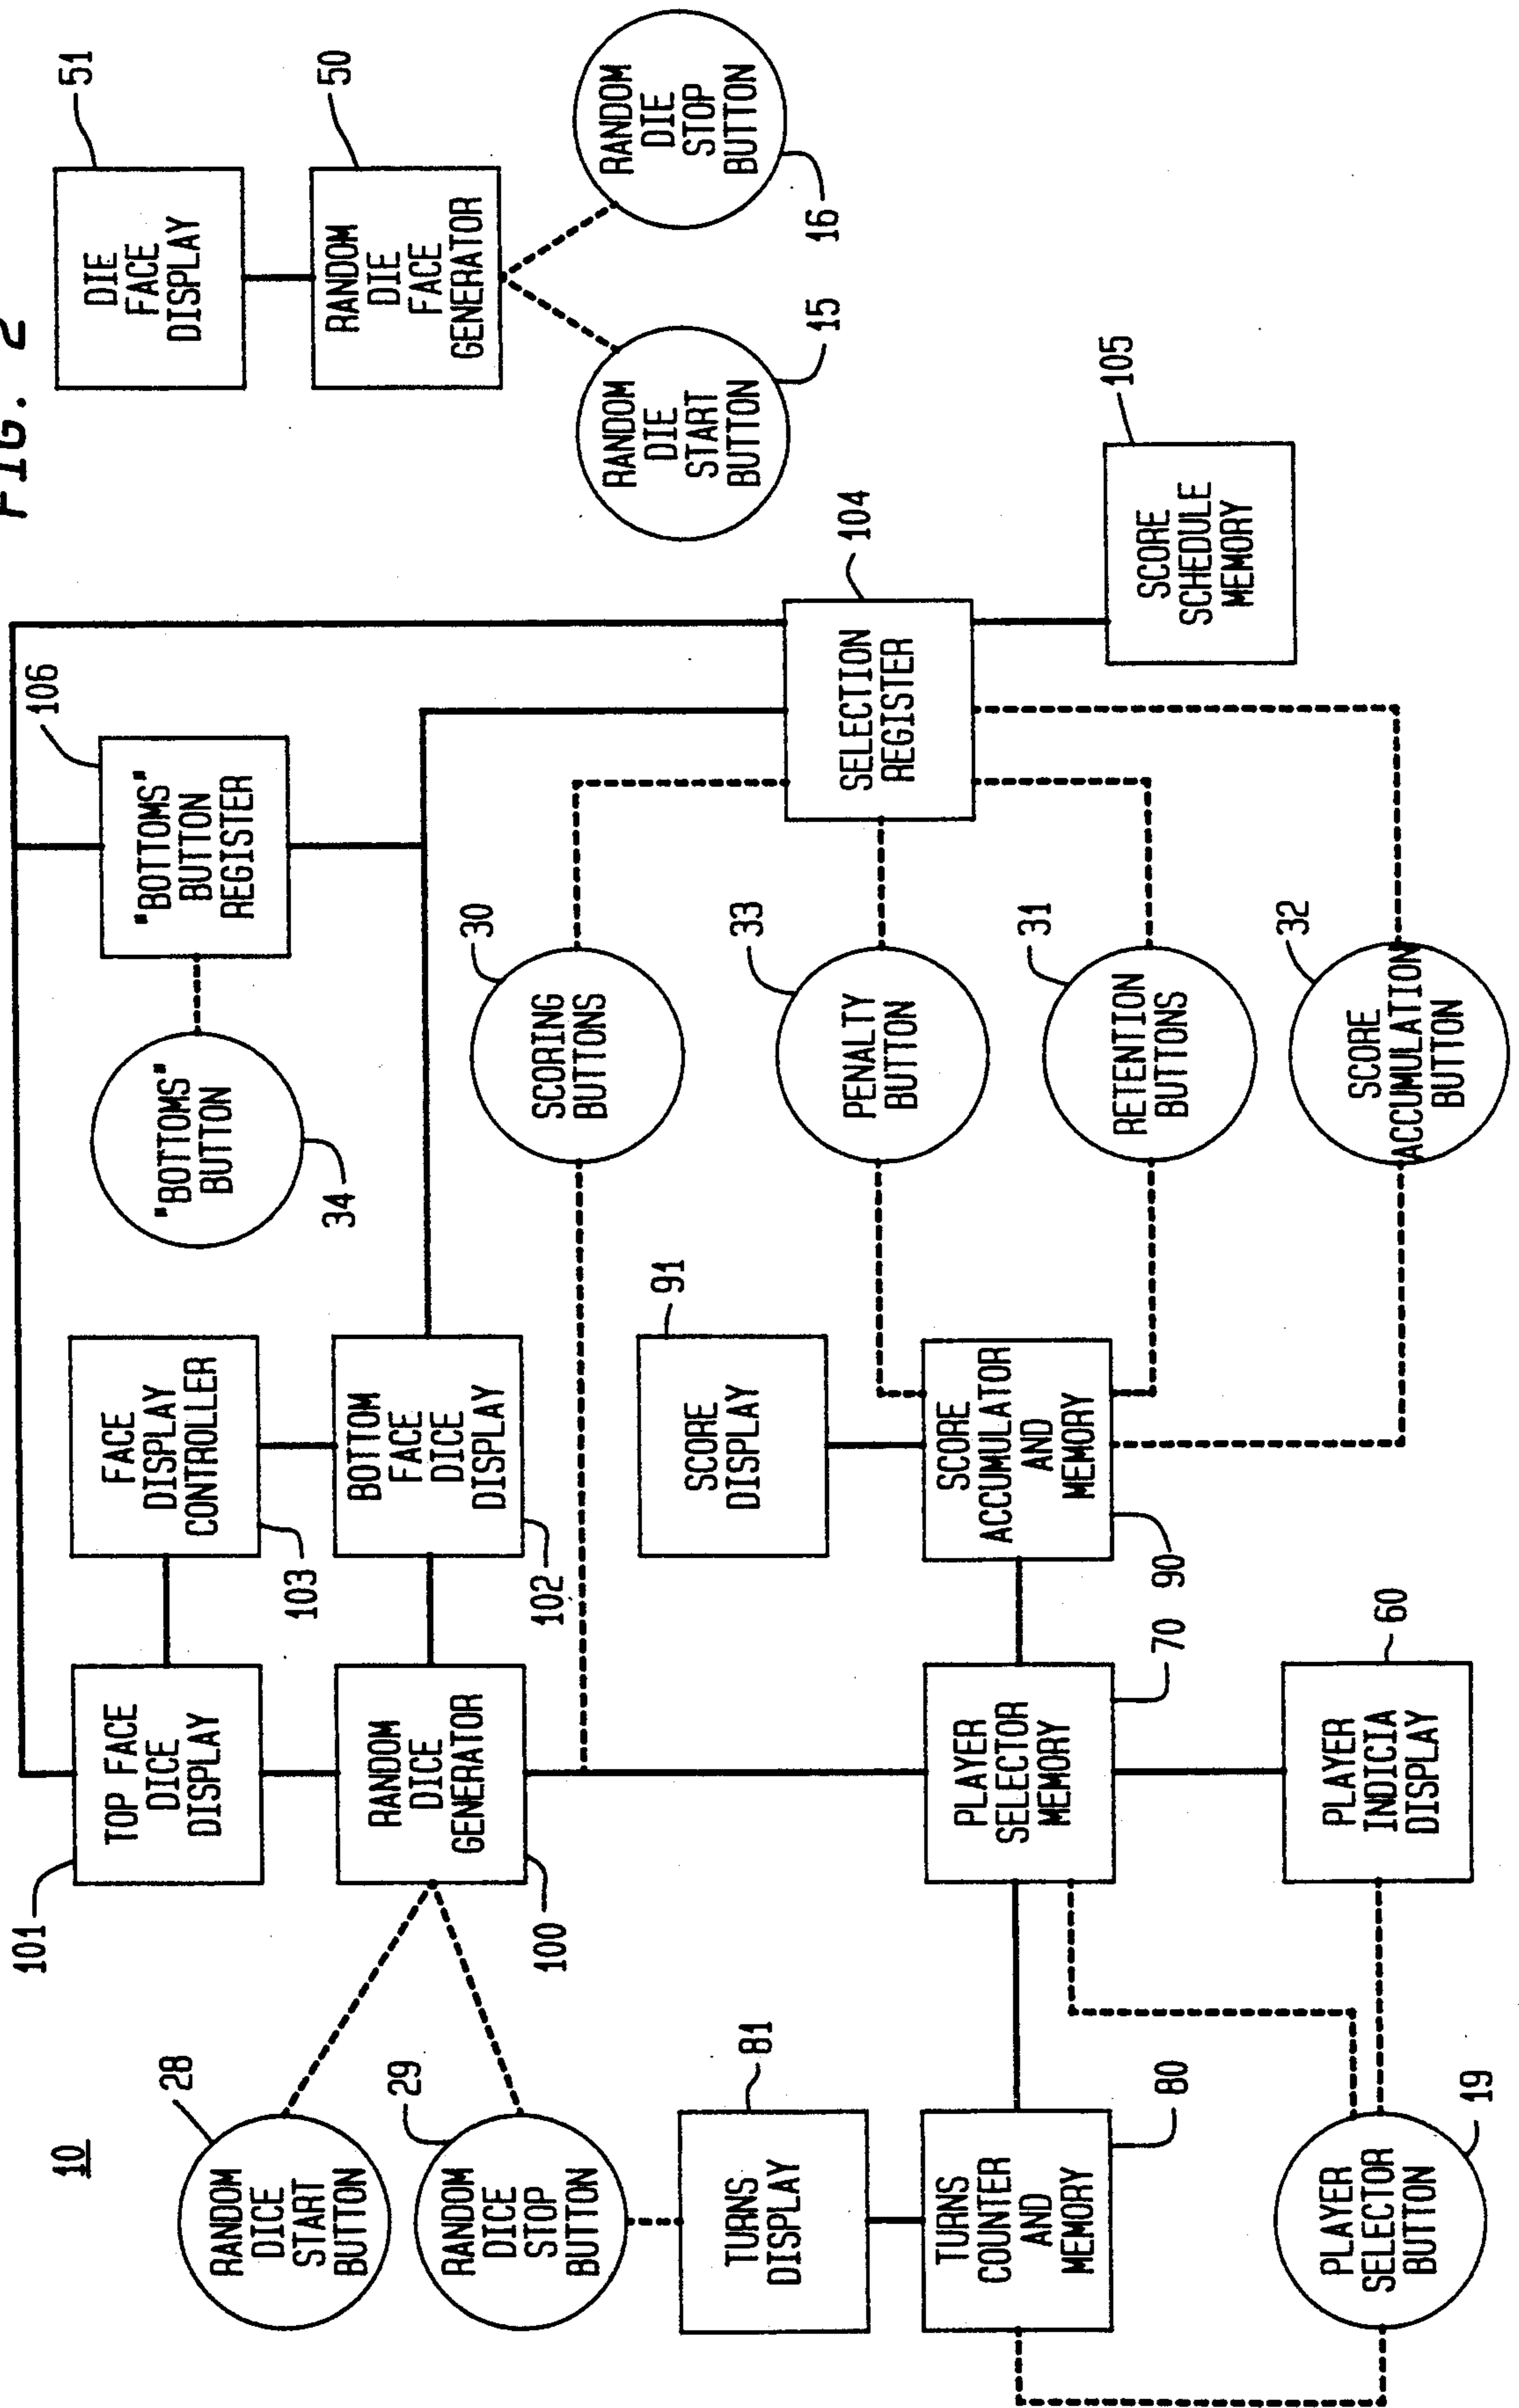 FIG. 2
10
28
RANDOM
DICE
START
BUTTON
29
RANDOM
DICE
STOP
BUTTON
81
TURNS
DISPLAY
TURNS
COUNTER
AND
MEMORY
80
PLAYER
SELECTOR
BUTTON
19
101
TOP FACE
DICE
DISPLAY
RANDOM
DICE
GENERATOR
100
PLAYER
SELECTOR
MEMORY
70
PLAYER
INDICIA
DISPLAY
60
FACE
DISPLAY
CONTROLLER
103
BOTTOM
FACE
DICE
DISPLAY
102
SCORE
DISPLAY
91
SCORE
ACCUMULATOR
AND
MEMORY
90
"BOTTOMS"
BUTTON
34
SCORING
BUTTONS
30
PENALTY
BUTTON
33
RETENTION
BUTTONS
31
SCORE
ACCUMULATION
BUTTON
32
"BOTTOMS"
BUTTON
REGISTER
106
SELECTION
REGISTER
104
SCORE
SCHEDULE
MEMORY
105
DIE
FACE
DISPLAY
51
RANDOM
DIE
FACE
GENERATOR
50
RANDOM
DIE
START
BUTTON
15
RANDOM
DIE
STOP
BUTTON
16